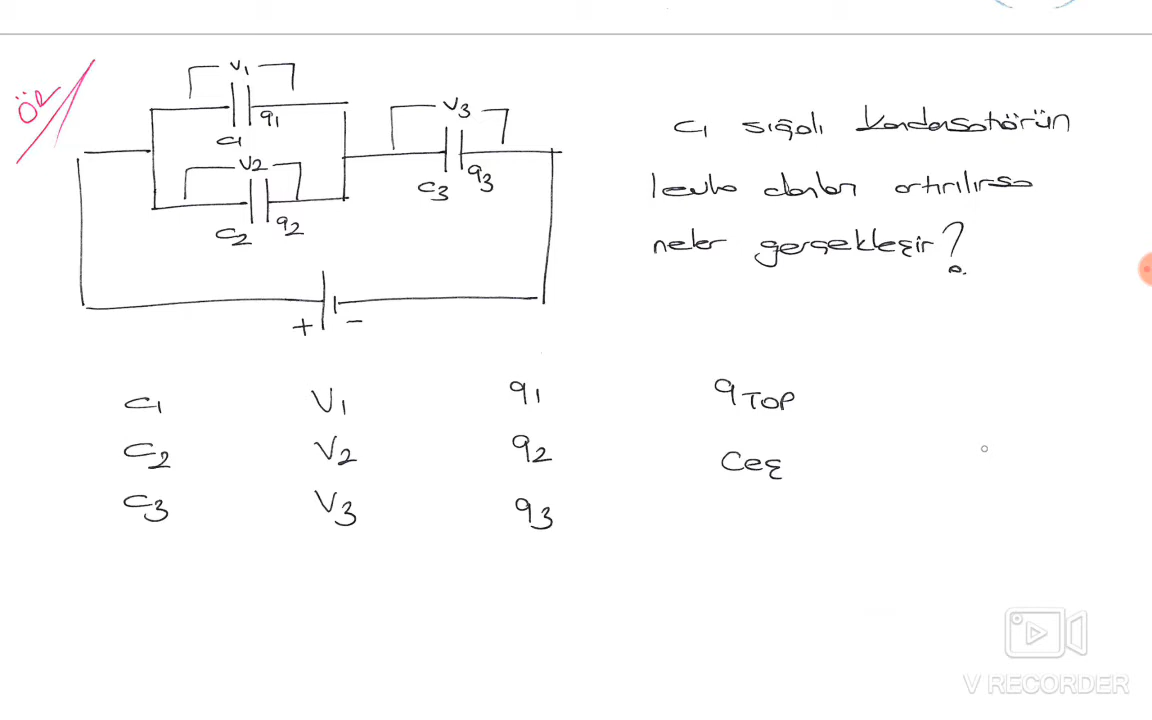 ÖR
V1
q1
C1
V2
q2
C2
V3
q3
C3
+ -
C1 sığalı kondansatörün
levha alanları artırılırsa
neler gerçekleşir?
C1 V1 q1 qTOP
C2 V2 q2 Ceş
C3 V3 q3
V RECORDER